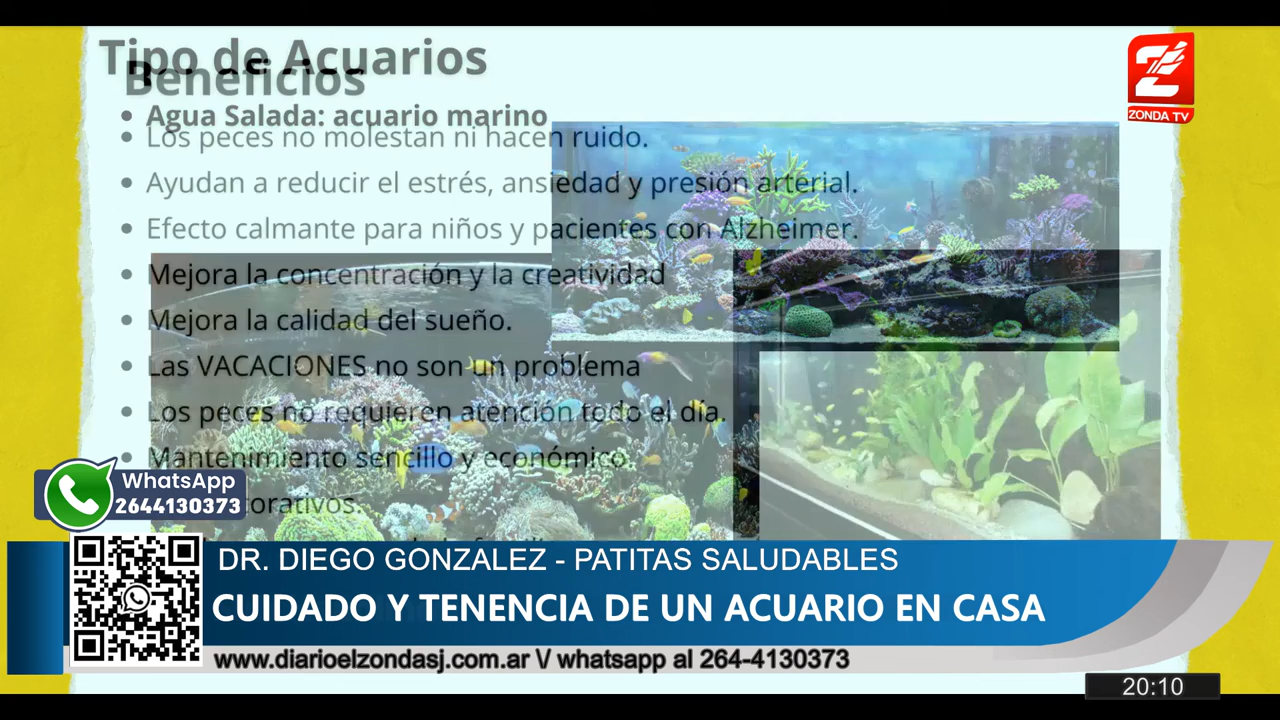 Tipo de Acuarios
Beneficios
Agua Salada: acuario marino
Los peces no molestan ni hacen ruido.
Ayudan a reducir el estrés, ansiedad y presión arterial.
Efecto calmante para niños y pacientes con Alzheimer.
Mejora la concentración y la creatividad
Mejora la calidad del sueño.
Las VACACIONES no son un problema
Los peces no requieren atención todo el día.
Mantenimiento sencillo y económico.
corativos.
ZONDA TV
WhatsApp
2644130373
DR. DIEGO GONZALEZ - PATITAS SALUDABLES
CUIDADO Y TENENCIA DE UN ACUARIO EN CASA
www.diarioelzondasj.com.ar \/ whatsapp al 264-4130373
20:10